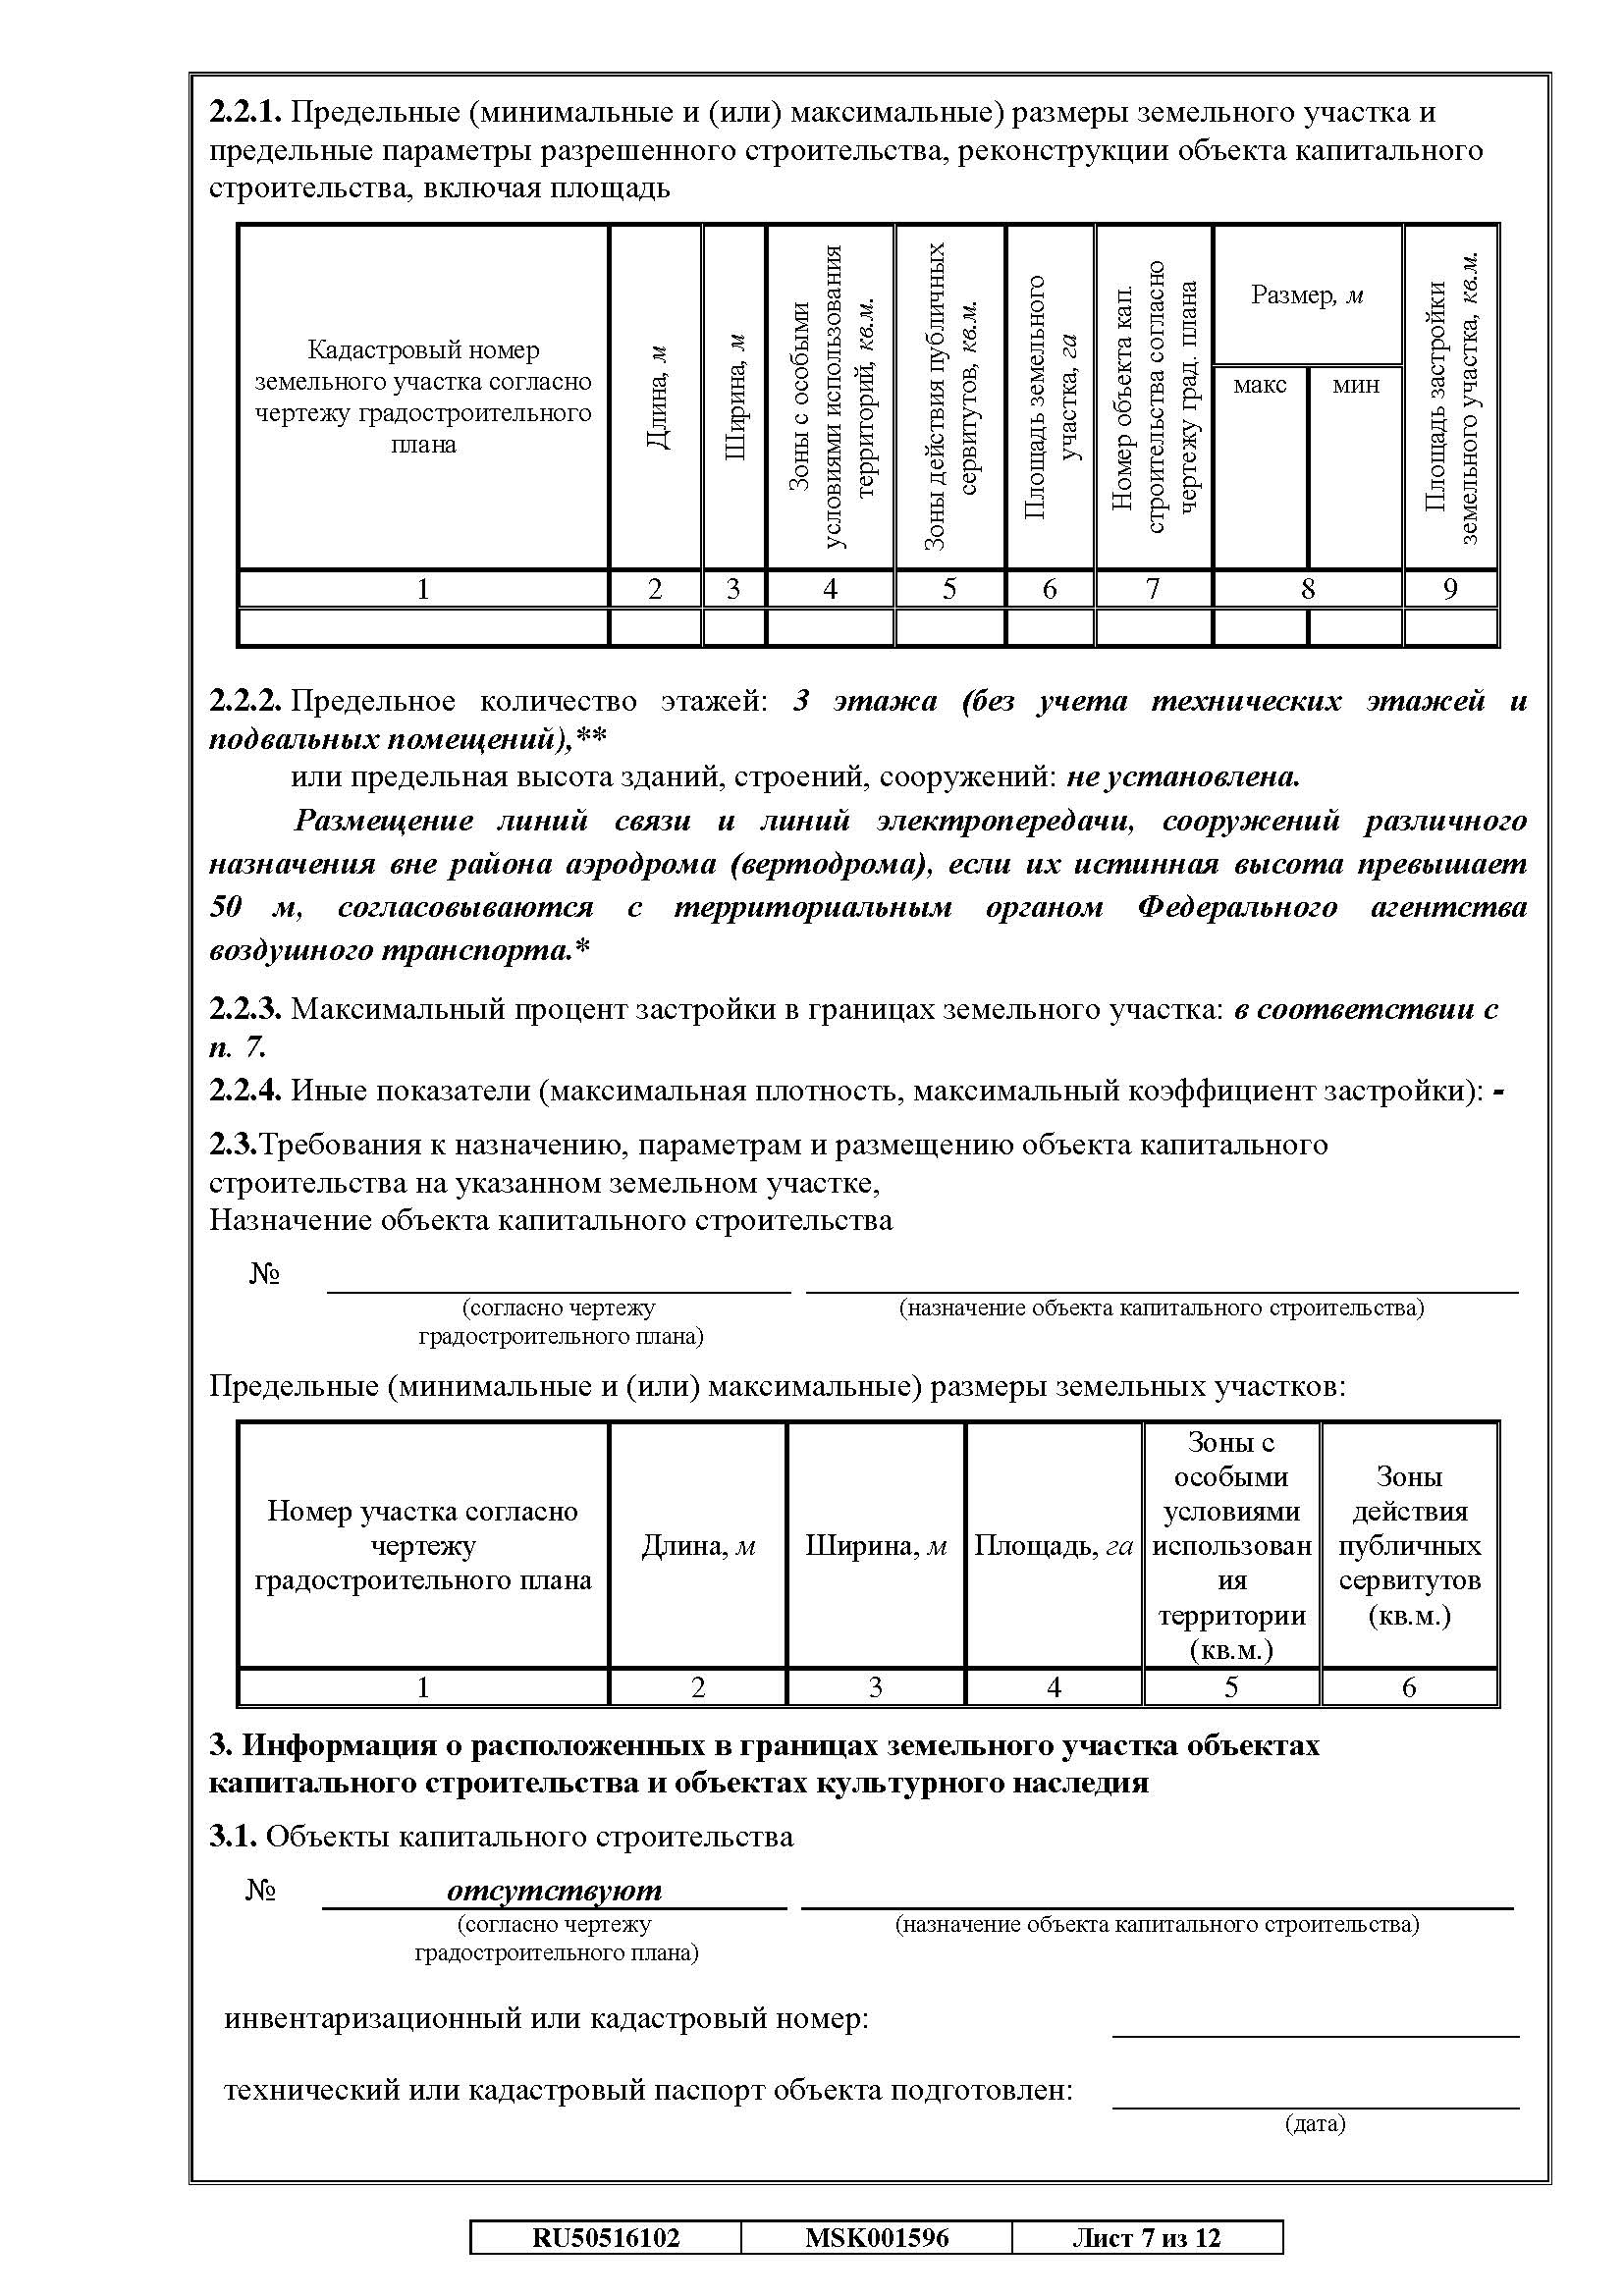 2.2.1. Предельные (минимальные и (или) максимальные) размеры земельного участка и
предельные параметры разрешенного строительства, реконструкции объекта капитального
строительства, включая площадь
Кадастровый номер
земельного участка согласно
чертежу градостроительного
плана
Длина, м
Ширина, м
Зоны с особыми
условиями использования
территорий, кв.м.
Зоны действия публичных
сервитутов, кв.м.
Площадь земельного
участка, га
Номер объекта кап.
строительства согласно
чертежу град. плана
Размер, м
макс
мин
Площадь застройки
земельного участка, кв.м.
1 2 3 4 5 6 7 8 9
2.2.2. Предельное количество этажей: 3 этажа (без учета технических этажей и
подвальных помещений),**
или предельная высота зданий, строений, сооружений: не установлена.
Размещение линий связи и линий электропередачи, сооружений различного
назначения вне района аэродрома (вертодрома), если их истинная высота превышает
50 м, согласовываются с территориальным органом Федерального агентства
воздушного транспорта.*
2.2.3. Максимальный процент застройки в границах земельного участка: в соответствии с
п. 7.
2.2.4. Иные показатели (максимальная плотность, максимальный коэффициент застройки): -
2.3.Требования к назначению, параметрам и размещению объекта капитального
строительства на указанном земельном участке,
Назначение объекта капитального строительства
№
(согласно чертежу
градостроительного плана)
(назначение объекта капитального строительства)
Предельные (минимальные и (или) максимальные) размеры земельных участков:
Номер участка согласно
чертежу
градостроительного плана
Длина, м
Ширина, м
Площадь, га
Зоны с
особыми
условиями
использован
ия
территории
(кв.м.)
Зоны
действия
публичных
сервитутов
(кв.м.)
1 2 3 4 5 6
3. Информация о расположенных в границах земельного участка объектах
капитального строительства и объектах культурного наследия
3.1. Объекты капитального строительства
№ отсутствуют
(согласно чертежу
градостроительного плана)
(назначение объекта капитального строительства)
инвентаризационный или кадастровый номер:
технический или кадастровый паспорт объекта подготовлен:
(дата)
RU50516102 MSK001596 Лист 7 из 12